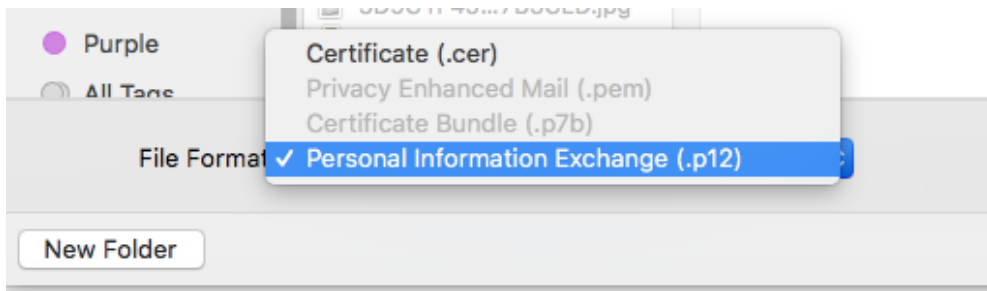 Purple
All Tags
Certificate (.cer)
Privacy Enhanced Mail (.pem)
Certificate Bundle (.p7b)
File Format
✓ Personal Information Exchange (.p12)
New Folder